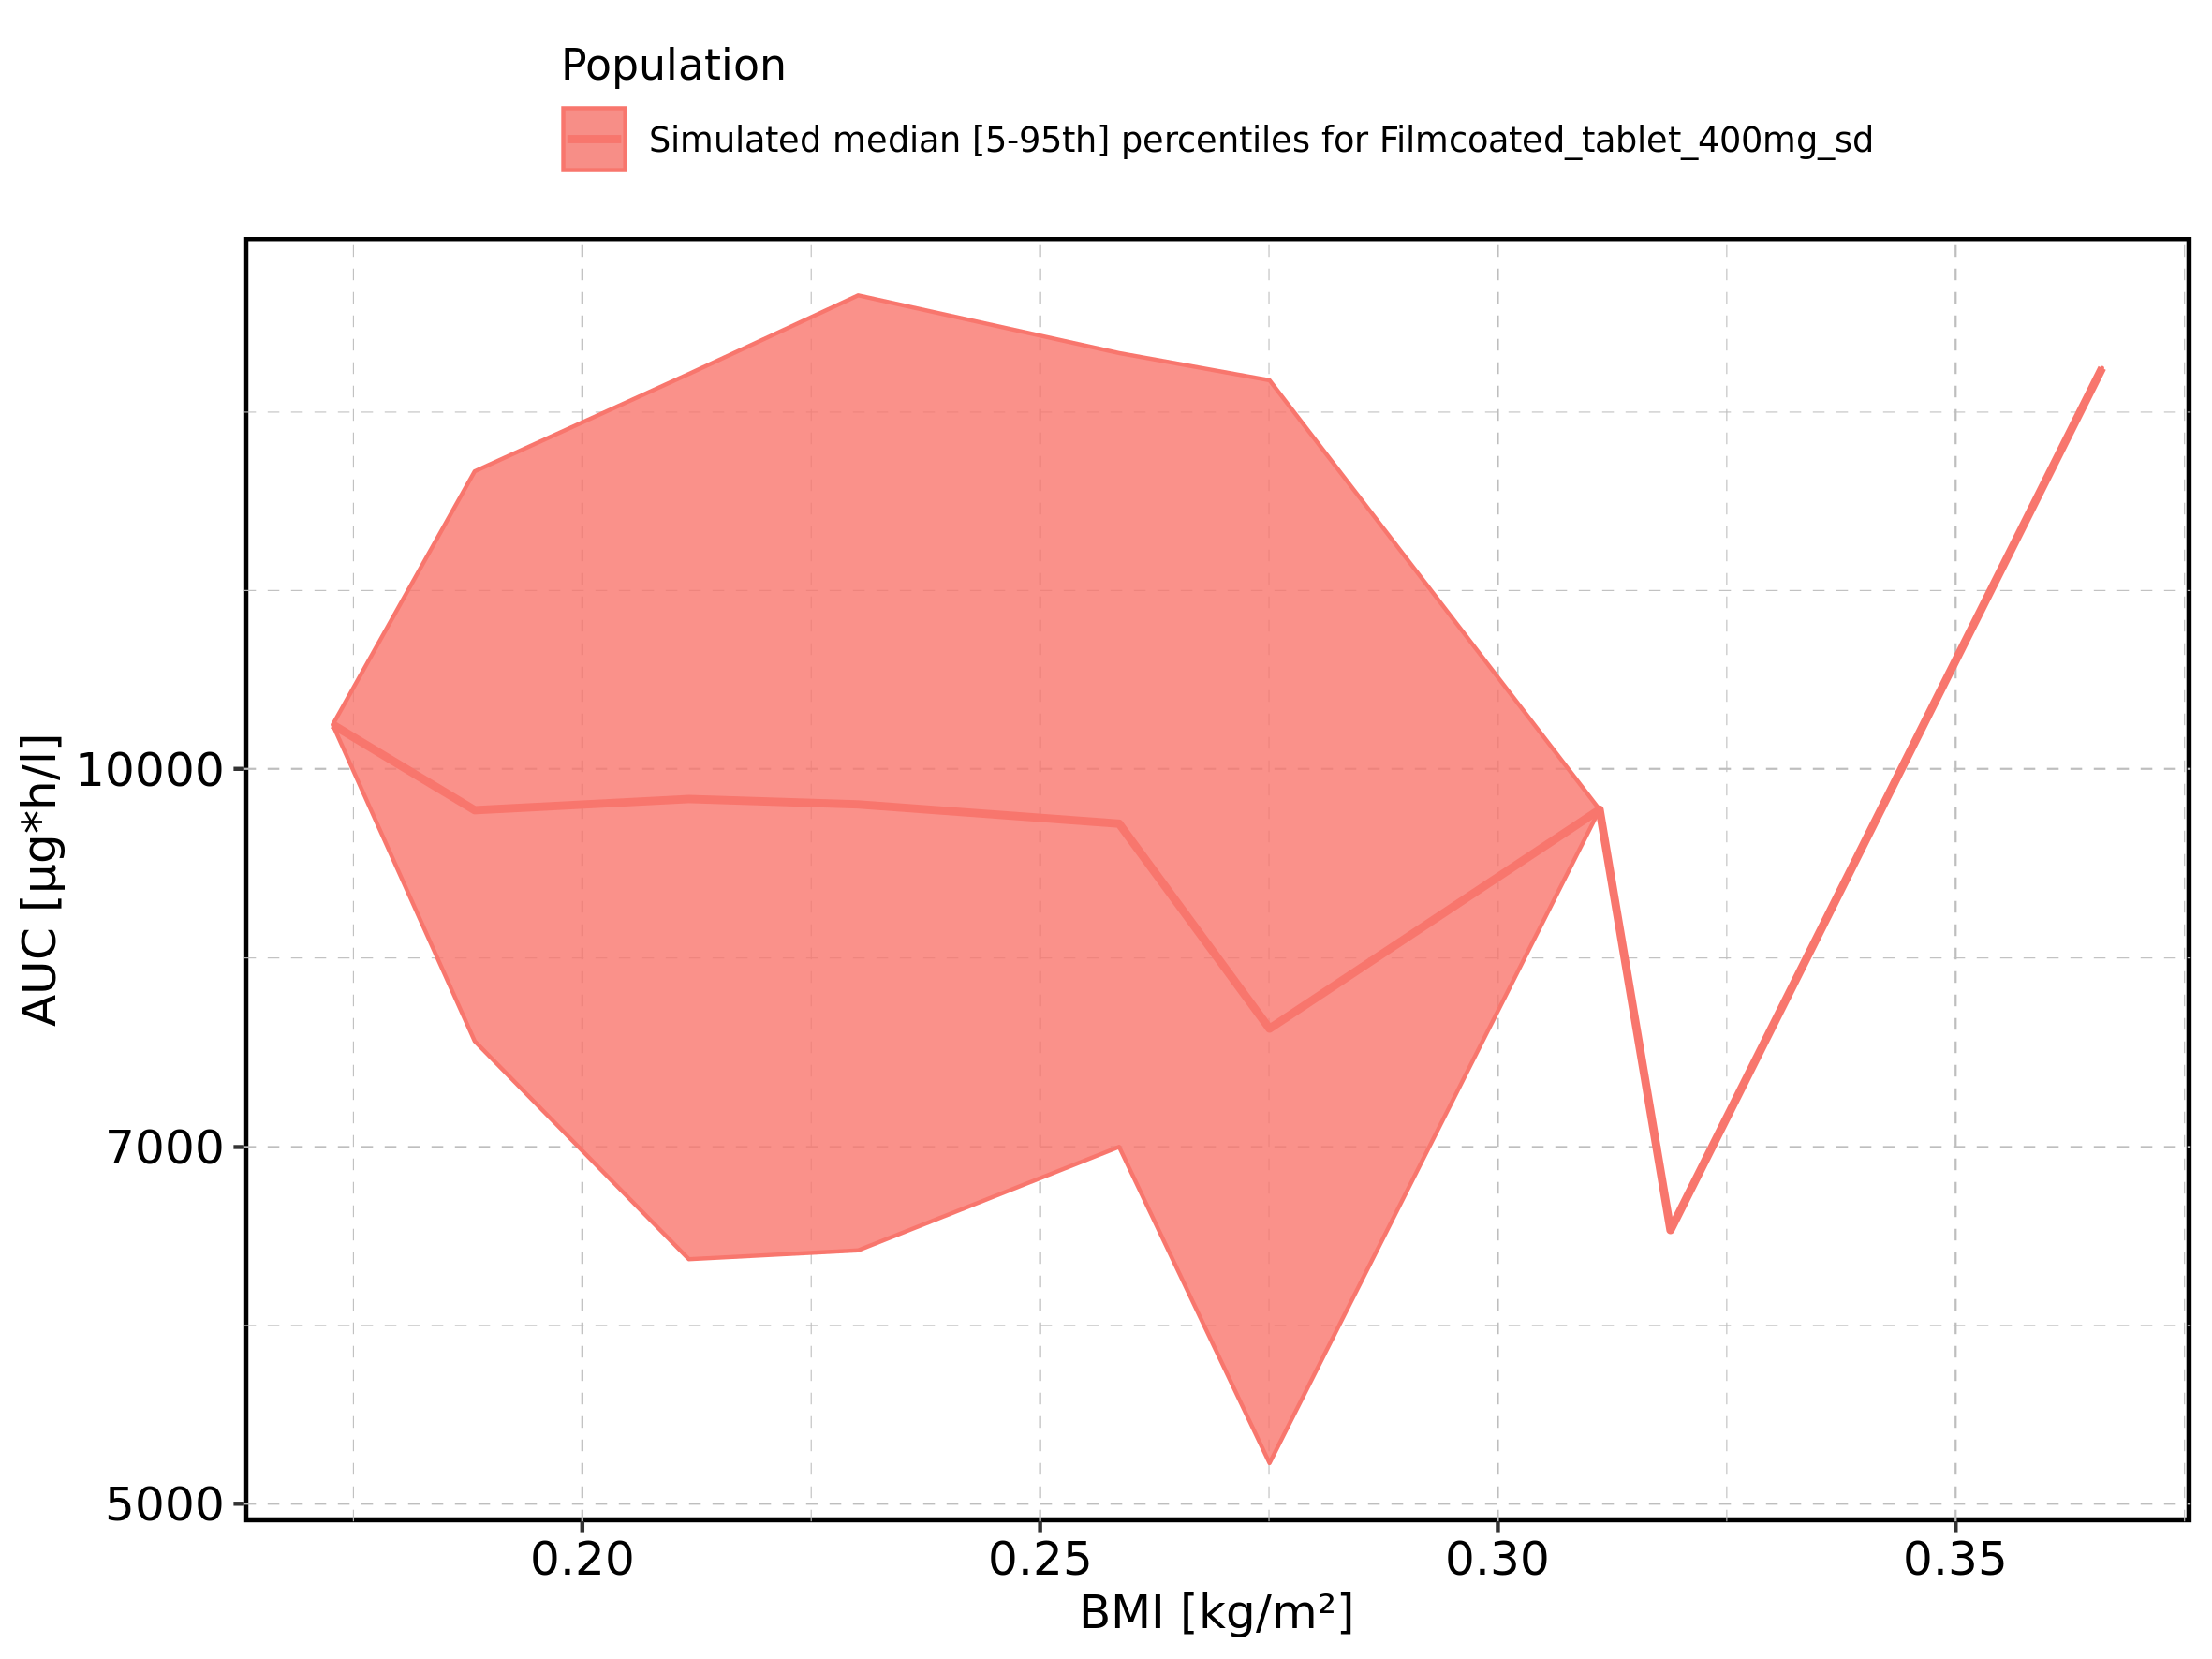 Population
Simulated median [5-95th] percentiles for Filmcoated_tablet_400mg_sd
AUC [µg*h/l]
10000
7000
5000
0.20 0.25 0.30 0.35
BMI [kg/m²]